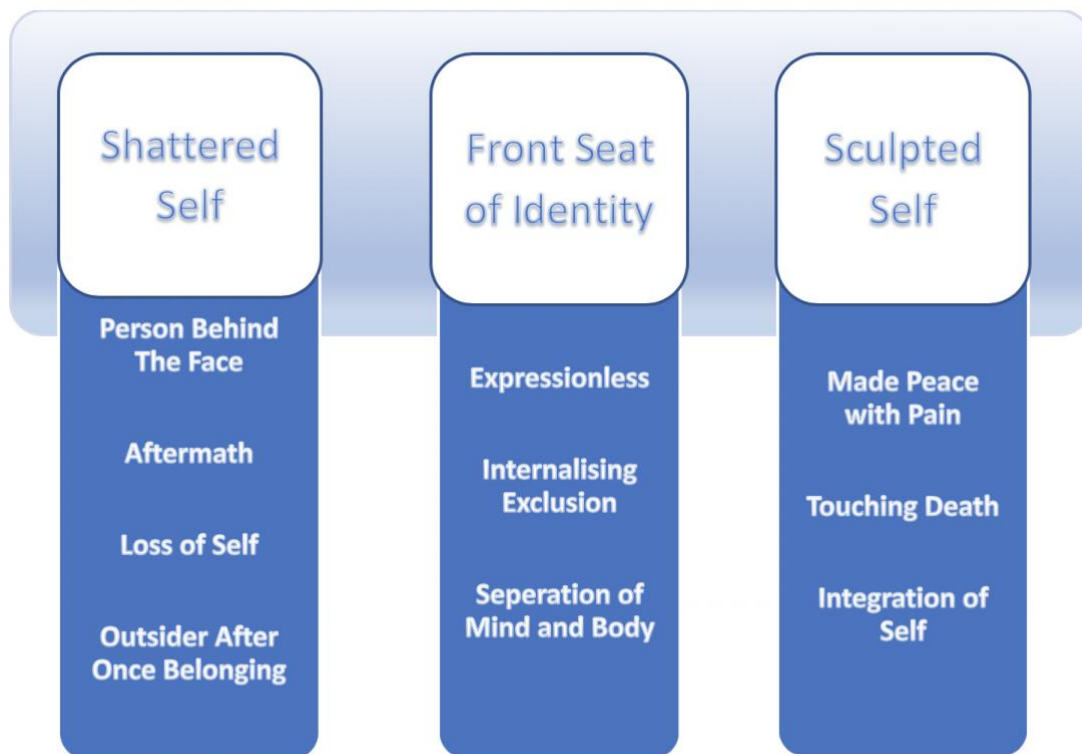 Shattered
Self
Person Behind
The Face
Aftermath
Loss of Self
Outsider After
Once Belonging
Front Seat
of Identity
Expressionless
Internalising
Exclusion
Seperation of
Mind and Body
Sculpted
Self
Made Peace
with Pain
Touching Death
Integration of
Self